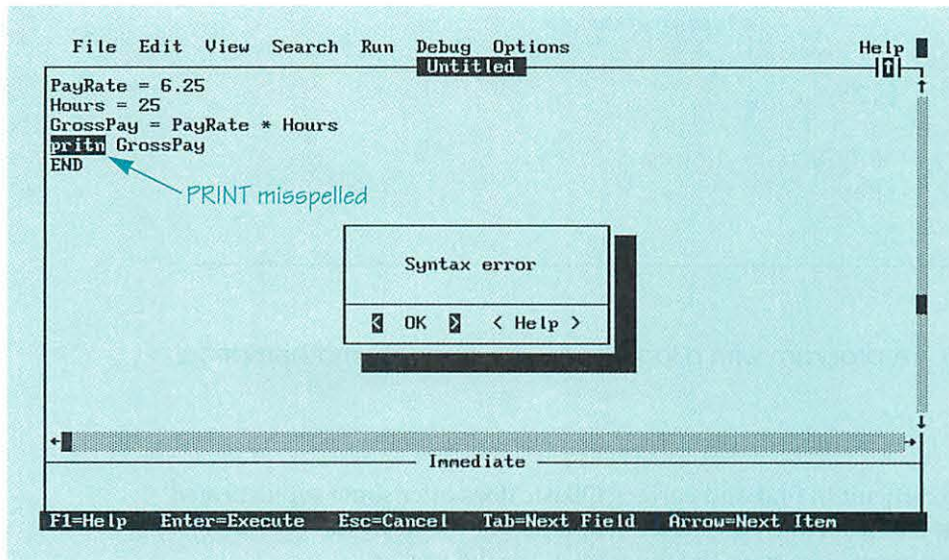 File Edit View Search Run Debug Options Help
Untitled
PayRate = 6.25
Hours = 25
GrossPay = PayRate * Hours
pritn GrossPay
END
PRINT misspelled
Syntax error
< OK > < Help >
Immediate
F1=Help Enter=Execute Esc=Cancel Tab=Next Field Arrow=Next Item